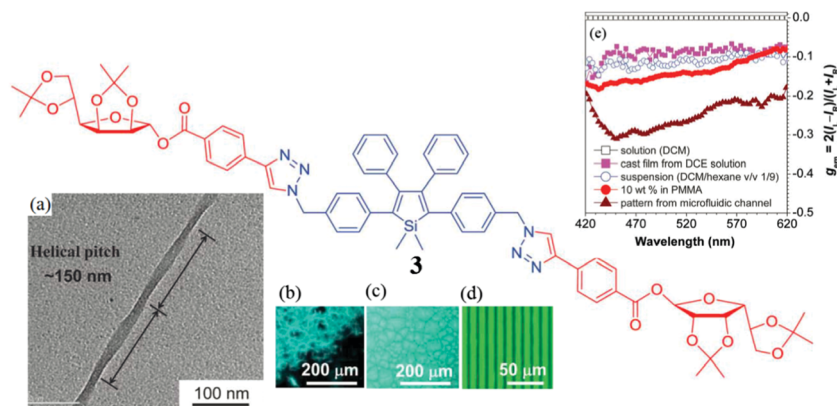 (a)
Helical pitch
~150 nm
100 nm
O
O
O
O
O
O
O
N
N
N
Si
3
N
N
N
O
O
O
O
O
O
O
(b)
200 μm
(c)
200 μm
(d)
50 μm
(e)
solution (DCM)
cast film from DCE solution
suspension (DCM/hexane v/v 1/9)
10 wt % in PMMA
pattern from microfluidic channel
420 470 520 570 620
Wavelength (nm)
0.0
-0.1
-0.2
-0.3
-0.4
-0.5
g_em = 2(I_L-I_R)/(I_L+I_R)